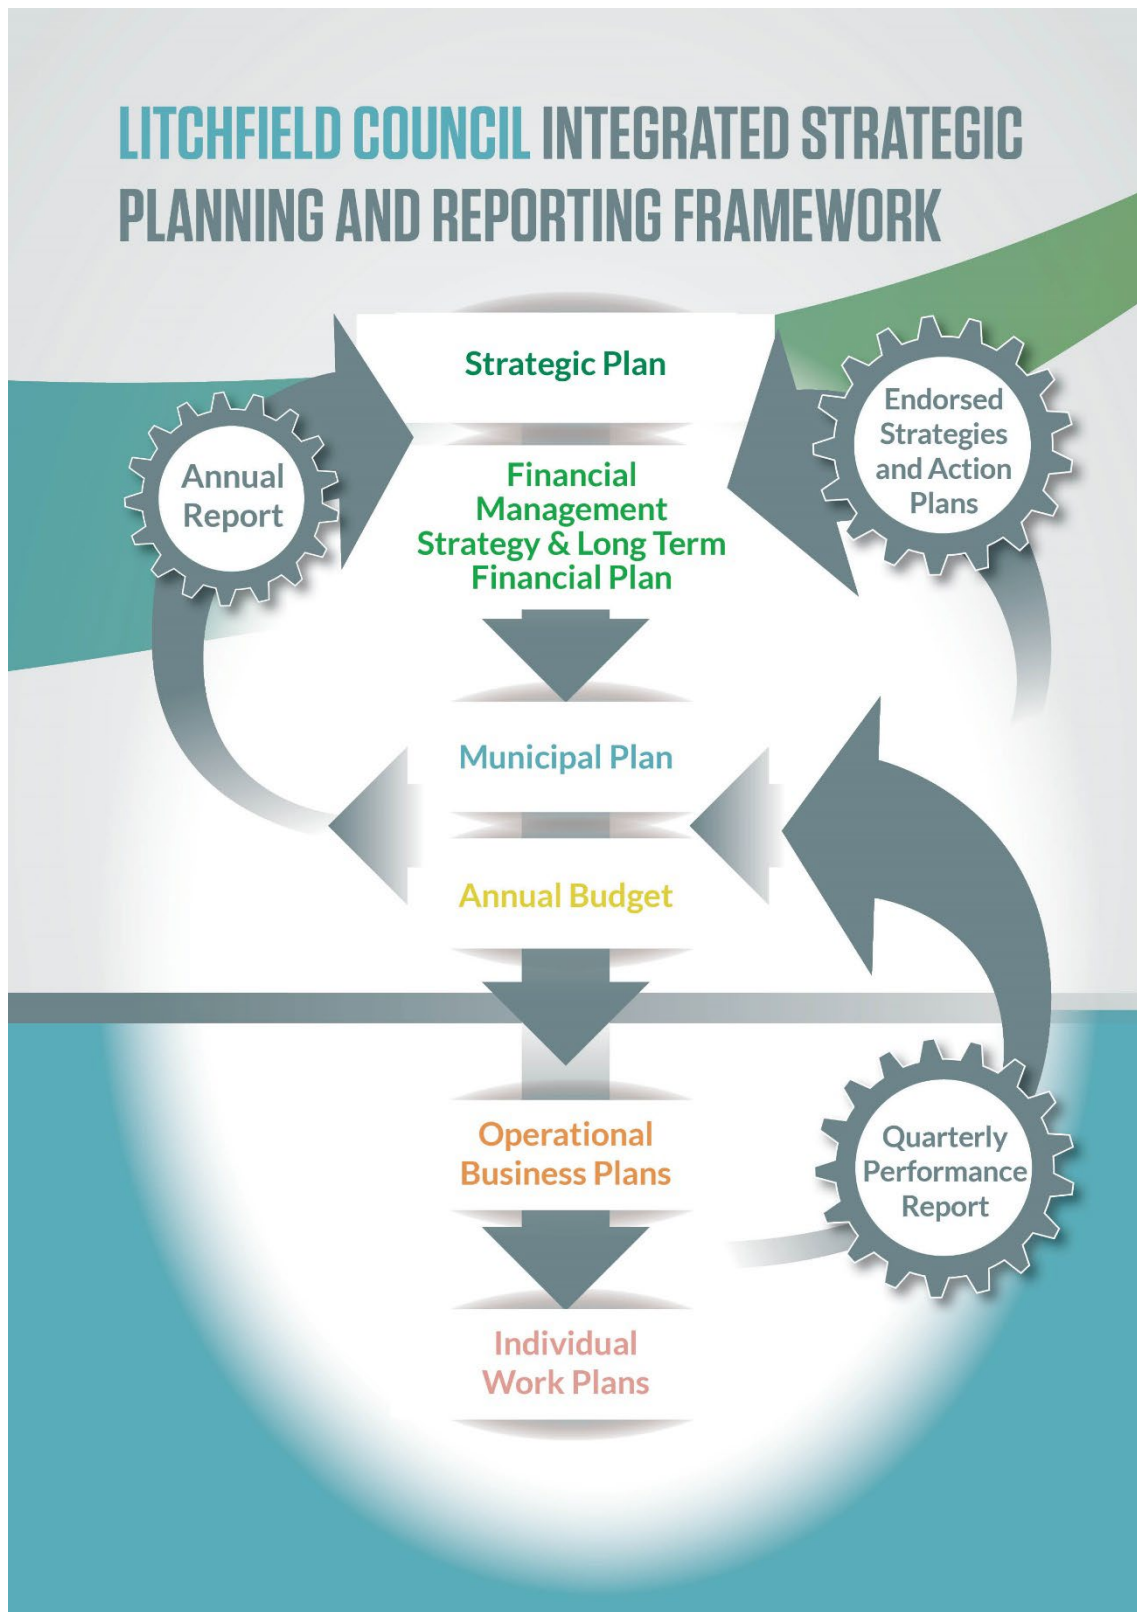 LITCHFIELD COUNCIL INTEGRATED STRATEGIC
PLANNING AND REPORTING FRAMEWORK
Strategic Plan
Financial
Management
Strategy & Long Term
Financial Plan
Annual
Report
Endorsed
Strategies
and Action
Plans
Municipal Plan
Annual Budget
Operational
Business Plans
Quarterly
Performance
Report
Individual
Work Plans